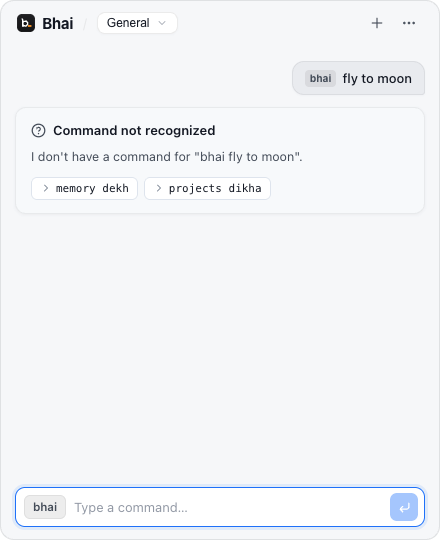 b. Bhai / General
bhai fly to moon
Command not recognized
I don't have a command for "bhai fly to moon".
> memory dekh > projects dikha
bhai Type a command...